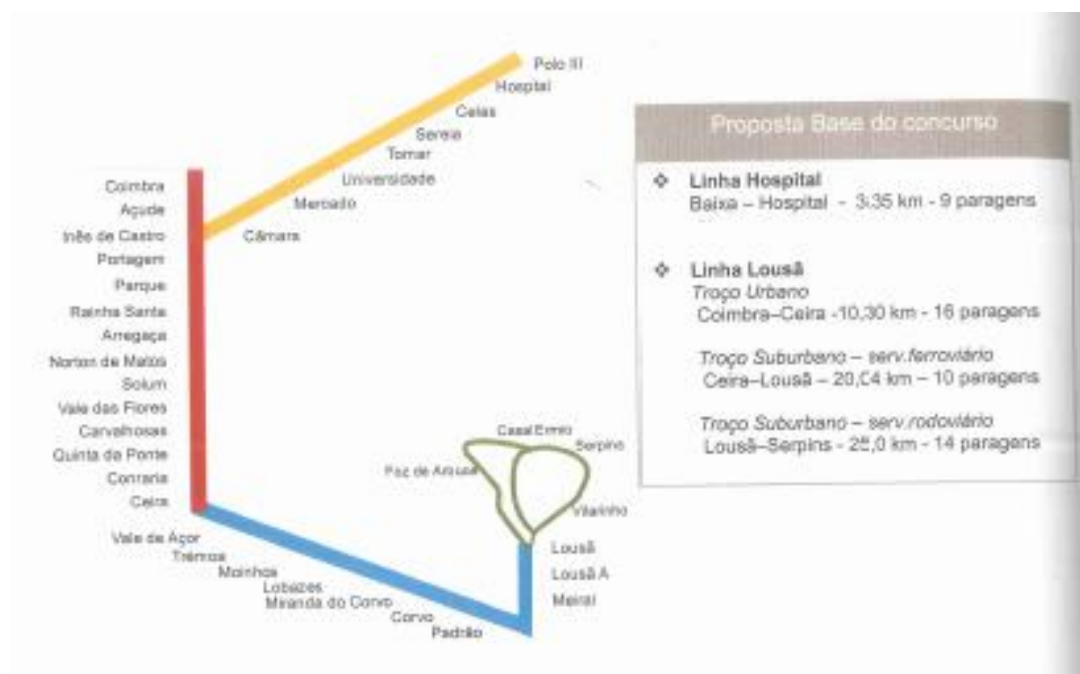 Polo III
Hospital
Celas
Sereia
Tomar
Universidade
Mercado
Câmara
Coimbra
Açude
Inês de Castro
Portagem
Parque
Rainha Santa
Arregaça
Norton de Matos
Solum
Vale das Flores
Carvalhosas
Quinta da Ponte
Conraria
Ceira
Vale de Açor
Trémoa
Moinhos
Lobazes
Miranda do Corvo
Corvo
Padrão
Casal Ermio
Serpins
Foz de Arouce
Vilarinho
Lousã
Lousã A
Meiral
Proposta Base do concurso
❖ Linha Hospital
Baixa – Hospital - 3.35 km - 9 paragens
❖ Linha Lousã
Troço Urbano
Coimbra–Ceira -10,30 km - 16 paragens
Troço Suburbano – serv.ferroviário
Ceira–Lousã – km – 10 paragens
Troço Suburbano – serv.rodoviário
Lousã–Serpins - km - 14 paragens